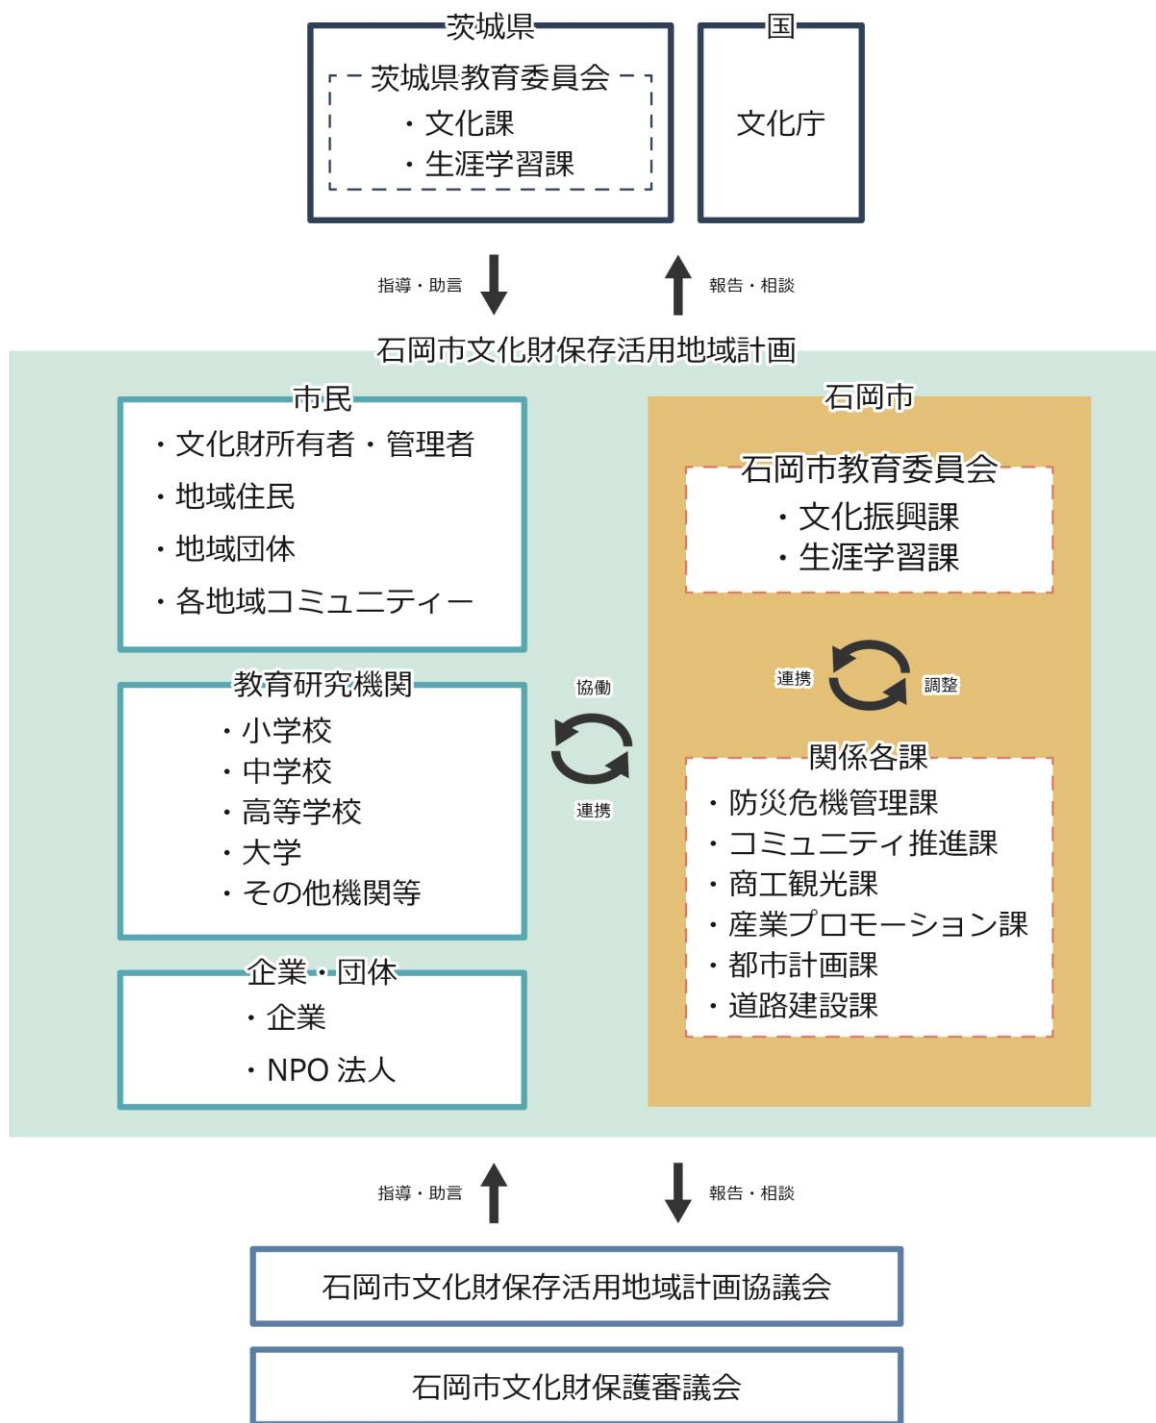 茨城県
茨城県教育委員会
・文化課
・生涯学習課
国
文化庁
指導・助言
報告・相談
石岡市文化財保存活用地域計画
市民
・文化財所有者・管理者
・地域住民
・地域団体
・各地域コミュニティー
教育研究機関
・小学校
・中学校
・高等学校
・大学
・その他機関等
企業・団体
・企業
・NPO 法人
協働
連携
石岡市
石岡市教育委員会
・文化振興課
・生涯学習課
連携
調整
関係各課
・防災危機管理課
・コミュニティ推進課
・商工観光課
・産業プロモーション課
・都市計画課
・道路建設課
指導・助言
報告・相談
石岡市文化財保存活用地域計画協議会
石岡市文化財保護審議会